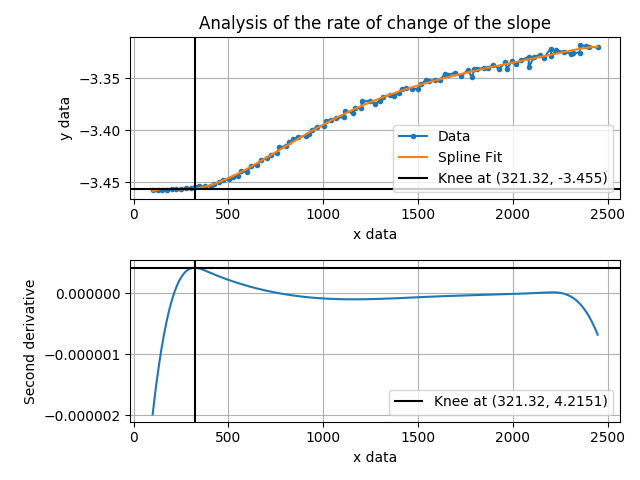 Analysis of the rate of change of the slope
−3.35
−3.40
−3.45
y data
Data
Spline Fit
Knee at (321.32, -3.455)
0 500 1000 1500 2000 2500
x data
0.000000
−0.000001
−0.000002
Second derivative
Knee at (321.32, 4.2151)
0 500 1000 1500 2000 2500
x data